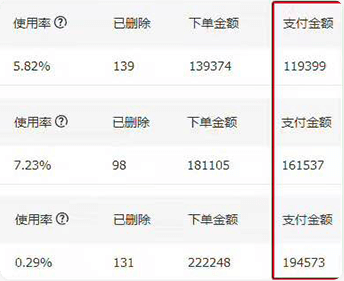 使用率? 已删除 下单金额 支付金额
5.82% 139 139374 119399
使用率? 已删除 下单金额 支付金额
7.23% 98 181105 161537
使用率? 已删除 下单金额 支付金额
0.29% 131 222248 194573